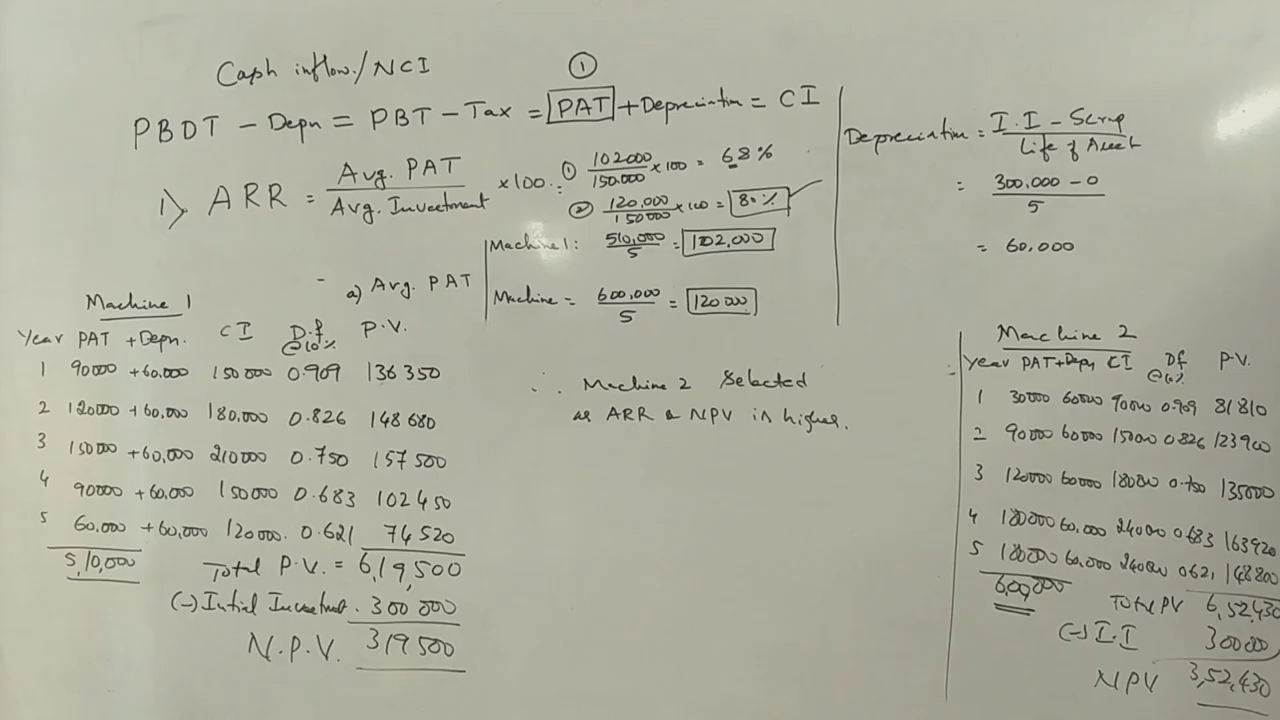 Cash inflow/NCI
①
PBDT - Depn = PBT - Tax = PAT + Depreciation = CI
1) ARR = Avg. PAT / Avg. Investment × 100 =
① 102000 / 150.000 × 100 = 68%
② 120,000 / 150000 × 100 = 80%
a) Avg. PAT
Machine 1: 510,000 / 5 = 102,000
Machine = 600,000 / 5 = 120000
Depreciation = I.I - Scrap / Life of Asset
= 300.000 - 0 / 5
= 60,000
Machine 1
Year PAT + Depn. CI D.f @10% P.V.
1 90000 + 60.000 150000 0.909 136350
2 120000 + 60,000 180,000 0.826 148680
3 150000 + 60,000 210000 0.750 157500
4 90000 + 60,000 150000 0.683 102450
5 60.000 + 60,000 120000. 0.621 74520
5,10,000
Total P.V. = 6,19,500
(-) Initial Investment. 300000
N.P.V. 319500
∴ Machine 2 Selected
as ARR & NPV is higher.
Machine 2
Year PAT + Depn CI Df P.V.
1 30000 60000 90000 0.909 81810
2 90000 60000 150000 0.826 123900
3 120000 60000 180000 0.750 135000
4 180000 60,000 240000 0.683 163920
5 180000 60,000 240000 0621 148800
6,00,000
Total PV 6,52,430
(-) I.I 300000
NPV 3,52,430